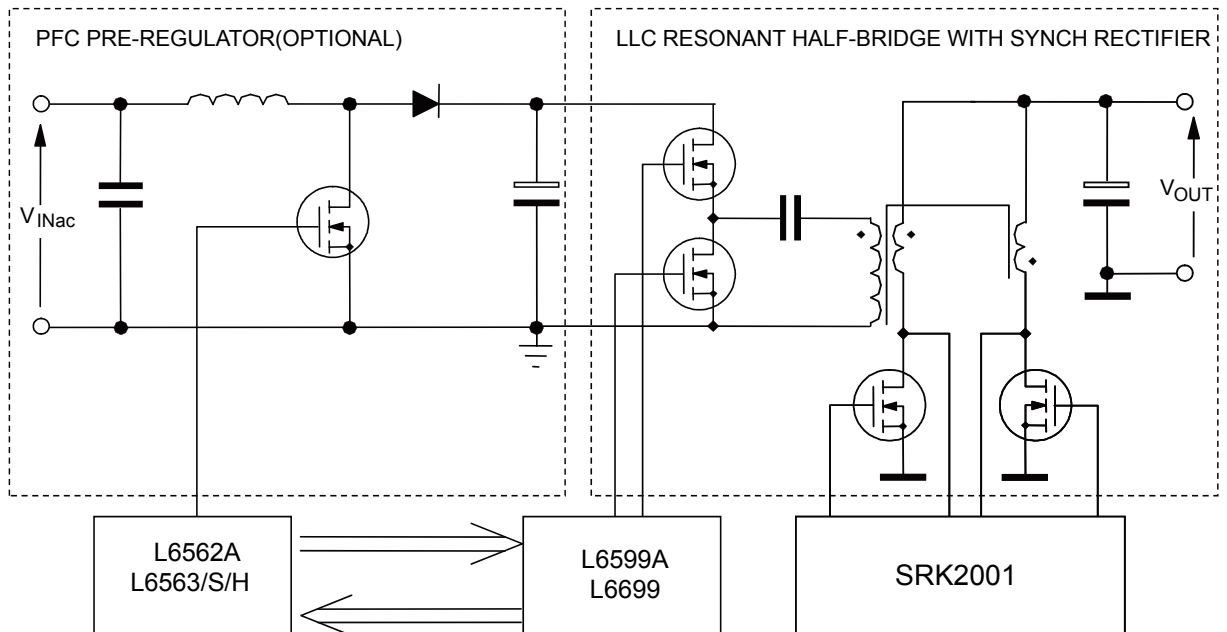 PFC PRE-REGULATOR(OPTIONAL)
LLC RESONANT HALF-BRIDGE WITH SYNCH RECTIFIER
VINac
VOUT
L6562A
L6563/S/H
L6599A
L6699
SRK2001